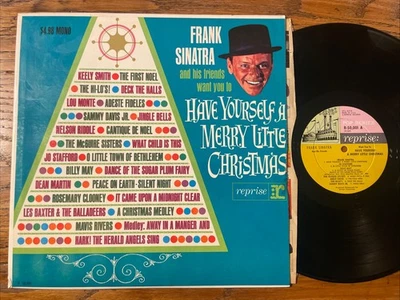 $4.98 MONO
FRANK
SINATRA
and his friends
want you to
HAVE YOURSELF A
MERRY LITTLE
CHRISTMAS
reprise
KEELY SMITH • THE FIRST NOEL
THE HI-LO'S! • DECK THE HALLS
LOU MONTE • ADESTE FIDELES
SAMMY DAVIS JR. • JINGLE BELLS
NELSON RIDDLE • CANTIQUE DE NOEL
THE McGUIRE SISTERS • WHAT CHILD IS THIS
JO STAFFORD • O LITTLE TOWN OF BETHLEHEM
BILLY MAY • DANCE OF THE SUGAR PLUM FAIRY
DEAN MARTIN • PEACE ON EARTH • SILENT NIGHT
ROSEMARY CLOONEY • IT CAME UPON A MIDNIGHT CLEAR
LES BAXTER & THE BALLADEERS • A CHRISTMAS MEDLEY
MAVIS RIVERS • Medley: AWAY IN A MANGER AND
HARK! THE HERALD ANGELS SING
reprise: